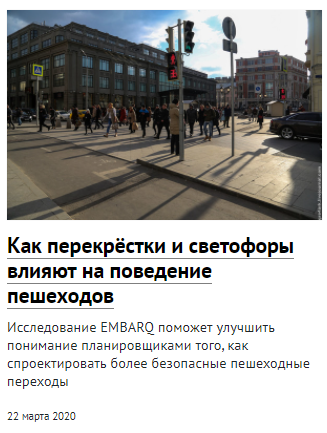 Как перекрёстки и светофоры
влияют на поведение
пешеходов
Исследование EMBARQ поможет улучшить
понимание планировщиками того, как
спроектировать более безопасные пешеходные
переходы
22 марта 2020